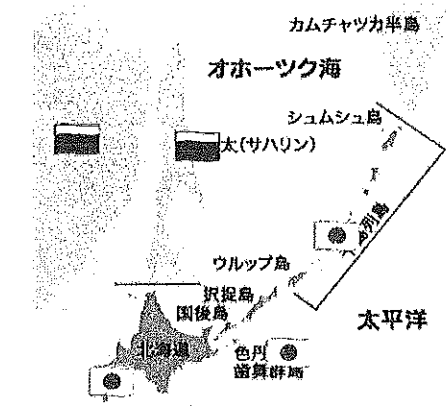 カムチャツカ半島
オホーツク海
シュムシュ島
太(サハリン)
島列島
ウルップ島
択捉島
国後島
太平洋
北海道
色丹
歯舞群島